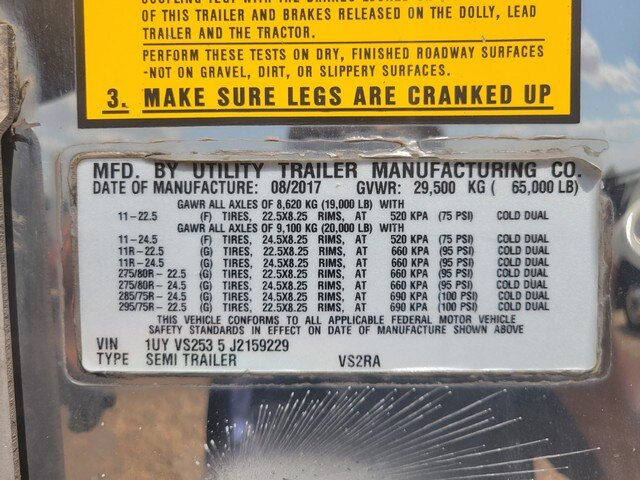 OF THIS TRAILER AND BRAKES RELEASED ON THE DOLLY, LEAD
TRAILER AND THE TRACTOR.
PERFORM THESE TESTS ON DRY, FINISHED ROADWAY SURFACES
-NOT ON GRAVEL, DIRT, OR SLIPPERY SURFACES.
3. MAKE SURE LEGS ARE CRANKED UP
MFD. BY UTILITY TRAILER MANUFACTURING CO.
DATE OF MANUFACTURE: 08/2017 GVWR: 29,500 KG ( 65,000 LB)
GAWR ALL AXLES OF 8,620 KG (19,000 LB) WITH
11-22.5 (F) TIRES, 22.5X8.25 RIMS, AT 520 KPA (75 PSI) COLD DUAL
GAWR ALL AXLES OF 9,100 KG (20,000 LB) WITH
11-24.5 (F) TIRES, 24.5X8.25 RIMS, AT 520 KPA (75 PSI) COLD DUAL
11R-22.5 (G) TIRES, 22.5X8.25 RIMS, AT 660 KPA (95 PSI) COLD DUAL
11R-24.5 (G) TIRES, 24.5X8.25 RIMS, AT 660 KPA (95 PSI) COLD DUAL
275/80R-22.5 (G) TIRES, 22.5X8.25 RIMS, AT 660 KPA (95 PSI) COLD DUAL
275/80R-24.5 (G) TIRES, 24.5X8.25 RIMS, AT 660 KPA (95 PSI) COLD DUAL
285/75R-24.5 (G) TIRES, 24.5X8.25 RIMS, AT 690 KPA (100 PSI) COLD DUAL
295/75R-22.5 (G) TIRES, 22.5X8.25 RIMS, AT 690 KPA (100 PSI) COLD DUAL
THIS VEHICLE CONFORMS TO ALL APPLICABLE FEDERAL MOTOR VEHICLE
SAFETY STANDARDS IN EFFECT ON DATE OF MANUFACTURE SHOWN ABOVE
VIN 1UY VS253 5 J2159229
TYPE SEMI TRAILER VS2RA